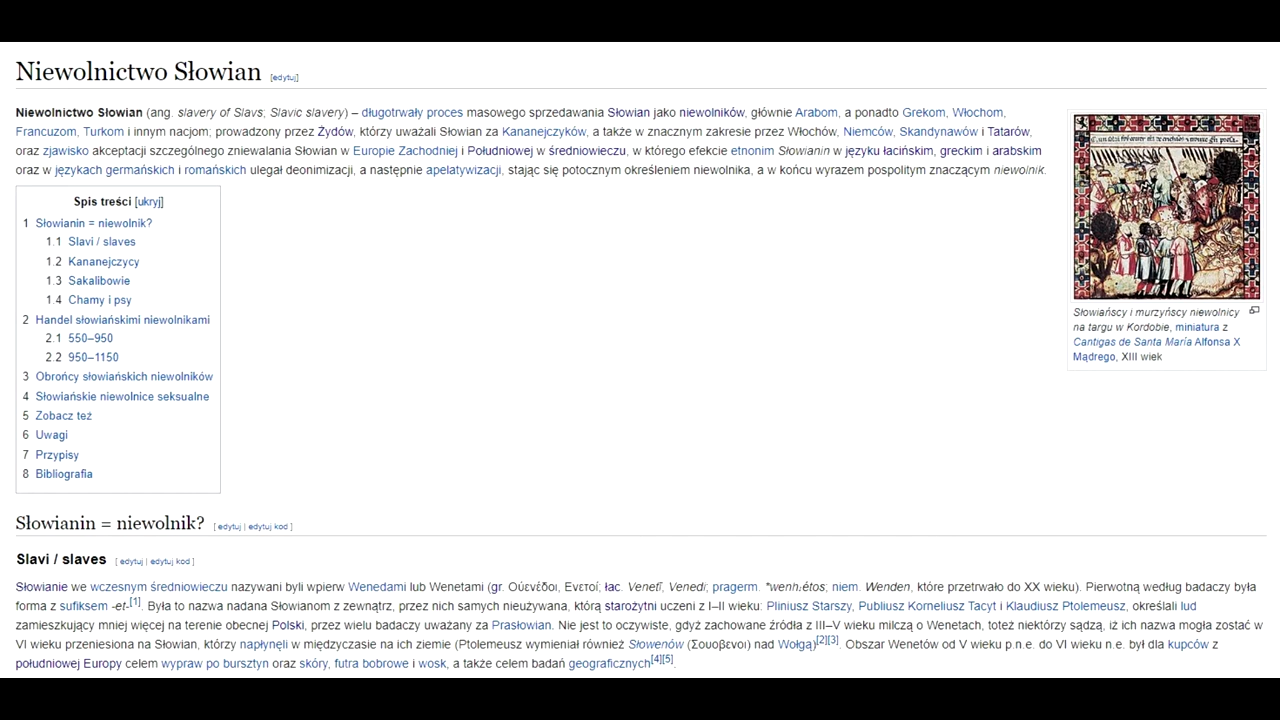 Niewolnictwo Słowian [edytuj]
Niewolnictwo Słowian (ang. slavery of Slavs; Slavic slavery) – długotrwały proces masowego sprzedawania Słowian jako niewolników, głównie Arabom, a ponadto Grekom, Włochom,
Francuzom, Turkom i innym nacjom; prowadzony przez Żydów, którzy uważali Słowian za Kananejczyków, a także w znacznym zakresie przez Włochów, Niemców, Skandynawów i Tatarów,
oraz zjawisko akceptacji szczególnego zniewalania Słowian w Europie Zachodniej i Południowej w średniowieczu, w którego efekcie etnonim Słowianin w języku łacińskim, greckim i arabskim
oraz w językach germańskich i romańskich ulegał deonimizacji, a następnie apelatywizacji, stając się potocznym określeniem niewolnika, a w końcu wyrazem pospolitym znaczącym niewolnik.
Słowiańscy i murzyńscy niewolnicy
na targu w Kordobie, miniatura z
Cantigas de Santa María Alfonsa X
Mądrego, XIII wiek
Spis treści [ukryj]
1 Słowianin = niewolnik?
1.1 Slavi / slaves
1.2 Kananejczycy
1.3 Sakalibowie
1.4 Chamy i psy
2 Handel słowiańskimi niewolnikami
2.1 550–950
2.2 950–1150
3 Obrońcy słowiańskich niewolników
4 Słowiańskie niewolnice seksualne
5 Zobacz też
6 Uwagi
7 Przypisy
8 Bibliografia
Słowianin = niewolnik? [ edytuj | edytuj kod ]
Slavi / slaves [ edytuj | edytuj kod ]
Słowianie we wczesnym średniowieczu nazywani byli wpierw Wenedami lub Wenetami (gr. Οὐενέδοι, Ενετοί; łac. Venetī, Venedi; pragerm. *wenh₂étos; niem. Wenden, które przetrwało do XX wieku). Pierwotną według badaczy była
forma z sufiksem -et-[1]. Była to nazwa nadana Słowianom z zewnątrz, przez nich samych nieużywana, którą starożytni uczeni z I–II wieku: Pliniusz Starszy, Publiusz Korneliusz Tacyt i Klaudiusz Ptolemeusz, określali lud
zamieszkujący mniej więcej na terenie obecnej Polski, przez wielu badaczy uważany za Prasłowian. Nie jest to oczywiste, gdyż zachowane źródła z III–V wieku milczą o Wenetach, toteż niektórzy sądzą, iż ich nazwa mogła zostać w
VI wieku przeniesiona na Słowian, którzy napłynęli w międzyczasie na ich ziemie (Ptolemeusz wymieniał również Słowenów (Σουοβενοι) nad Wołgą)[2][3]. Obszar Wenetów od V wieku p.n.e. do VI wieku n.e. był dla kupców z
południowej Europy celem wypraw po bursztyn oraz skóry, futra bobrowe i wosk, a także celem badań geograficznych[4][5].